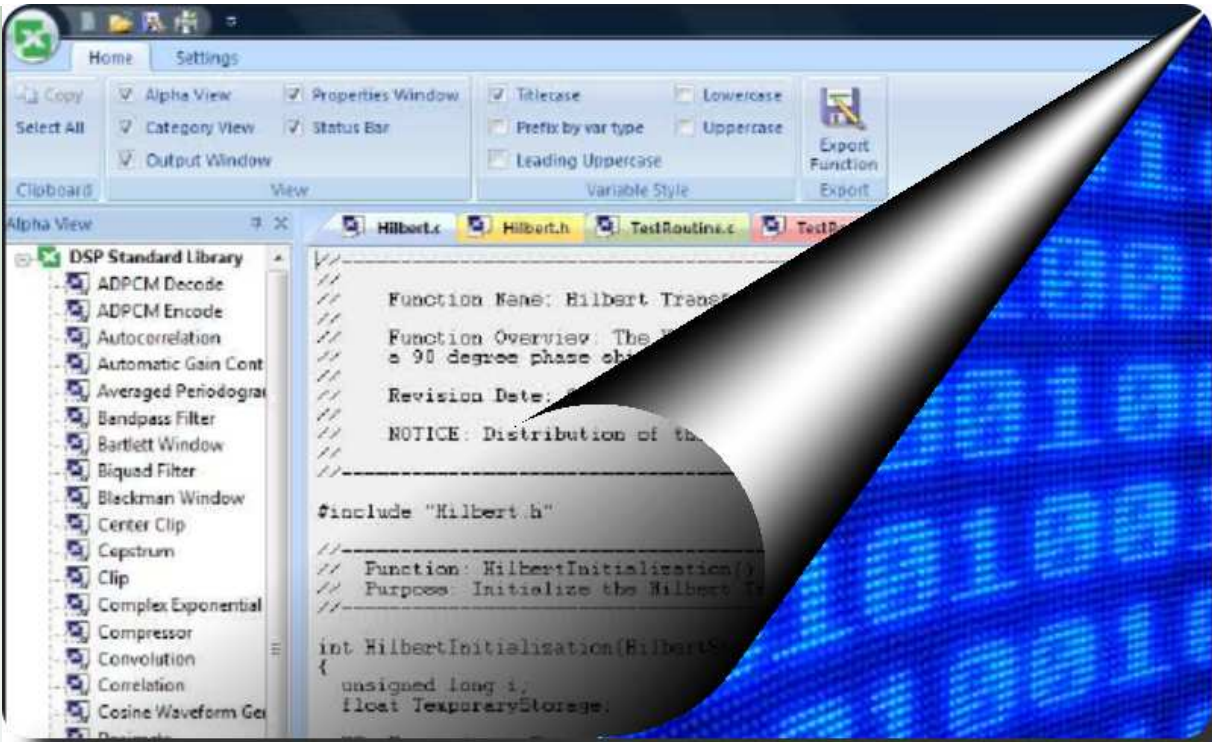 Home Settings
Copy
Select All
Clipboard
Alpha View
Category View
Output Window
Properties Window
Status Bar
View
Titlecase
Prefix by var type
Leading Uppercase
Lowercase
Uppercase
Variable Style
Export
Function
Export
Alpha View
DSP Standard Library
ADPCM Decode
ADPCM Encode
Autocorrelation
Automatic Gain Cont
Averaged Periodogra
Bandpass Filter
Bartlett Window
Biquad Filter
Blackman Window
Center Clip
Cepstrum
Clip
Complex Exponential
Compressor
Convolution
Correlation
Cosine Waveform Ge
Hilbert.c Hilbert.h TestRoutine.c
//
//
// Function Name: Hilbert
//
// Function Overview: The
// a 90 degree phase
//
// Revision Date:
//
// NOTICE: Distribution of
//
//
#include "Hilbert.h"
//
// Function: HilbertInitialization()
// Purpose: Initialize the Hilbert
//
int HilbertInitialization(
{
unsigned long i;
float TemporaryStorage;